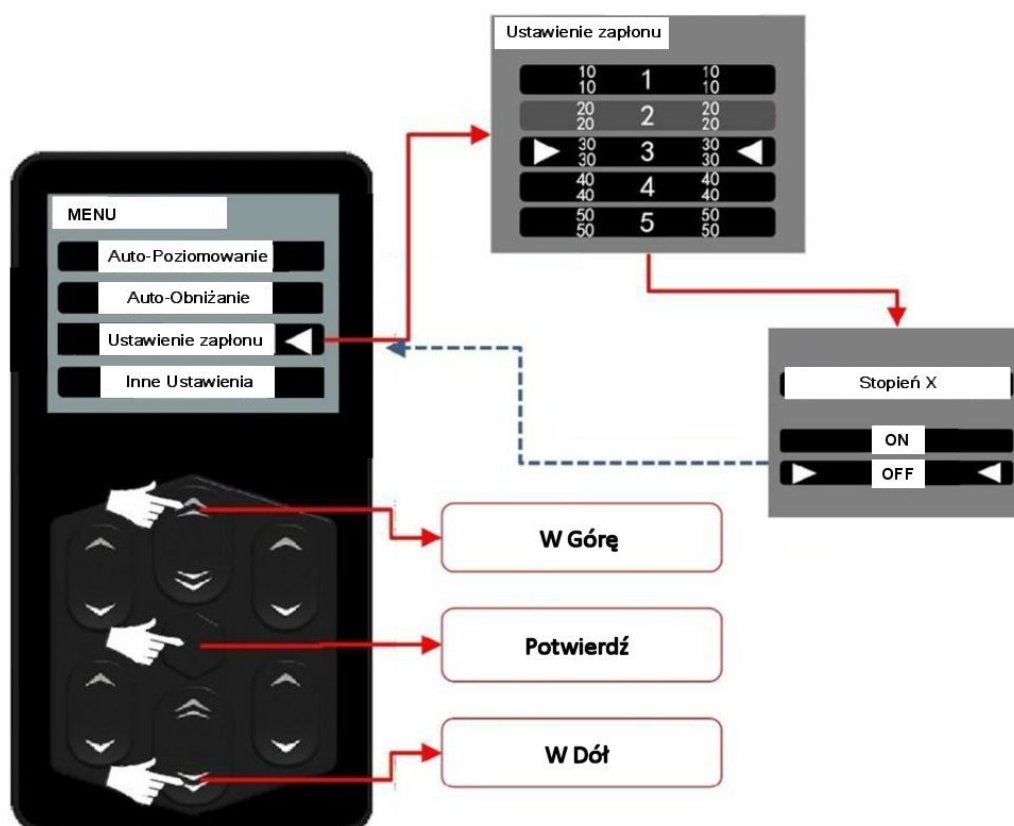 Ustawienie zapłonu
10 1 10
10 10
20 2 20
20 20
30 3 30
30 30
40 4 40
40 40
50 5 50
50 50
MENU
Auto-Poziomowanie
Auto-Obniżanie
Ustawienie zapłonu
Inne Ustawienia
Stopień X
ON
OFF
W Górę
Potwierdź
W Dół